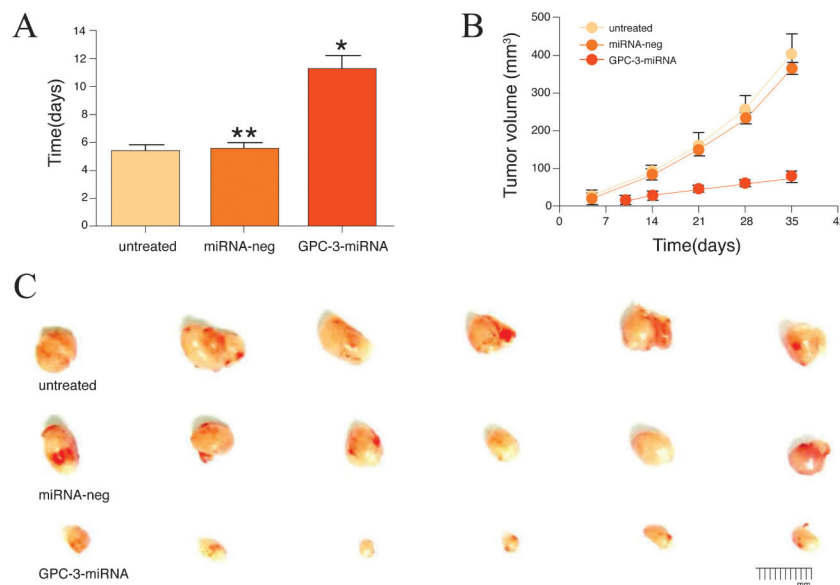 A
Time(days)
14
12
10
8
6
4
2
0
**
*
untreated
miRNA-neg
GPC-3-miRNA
B
untreated
miRNA-neg
GPC-3-miRNA
Tumor volume (mm³)
500
400
300
200
100
0
0
7
14
21
28
35
4
Time(days)
C
untreated
miRNA-neg
GPC-3-miRNA
mm